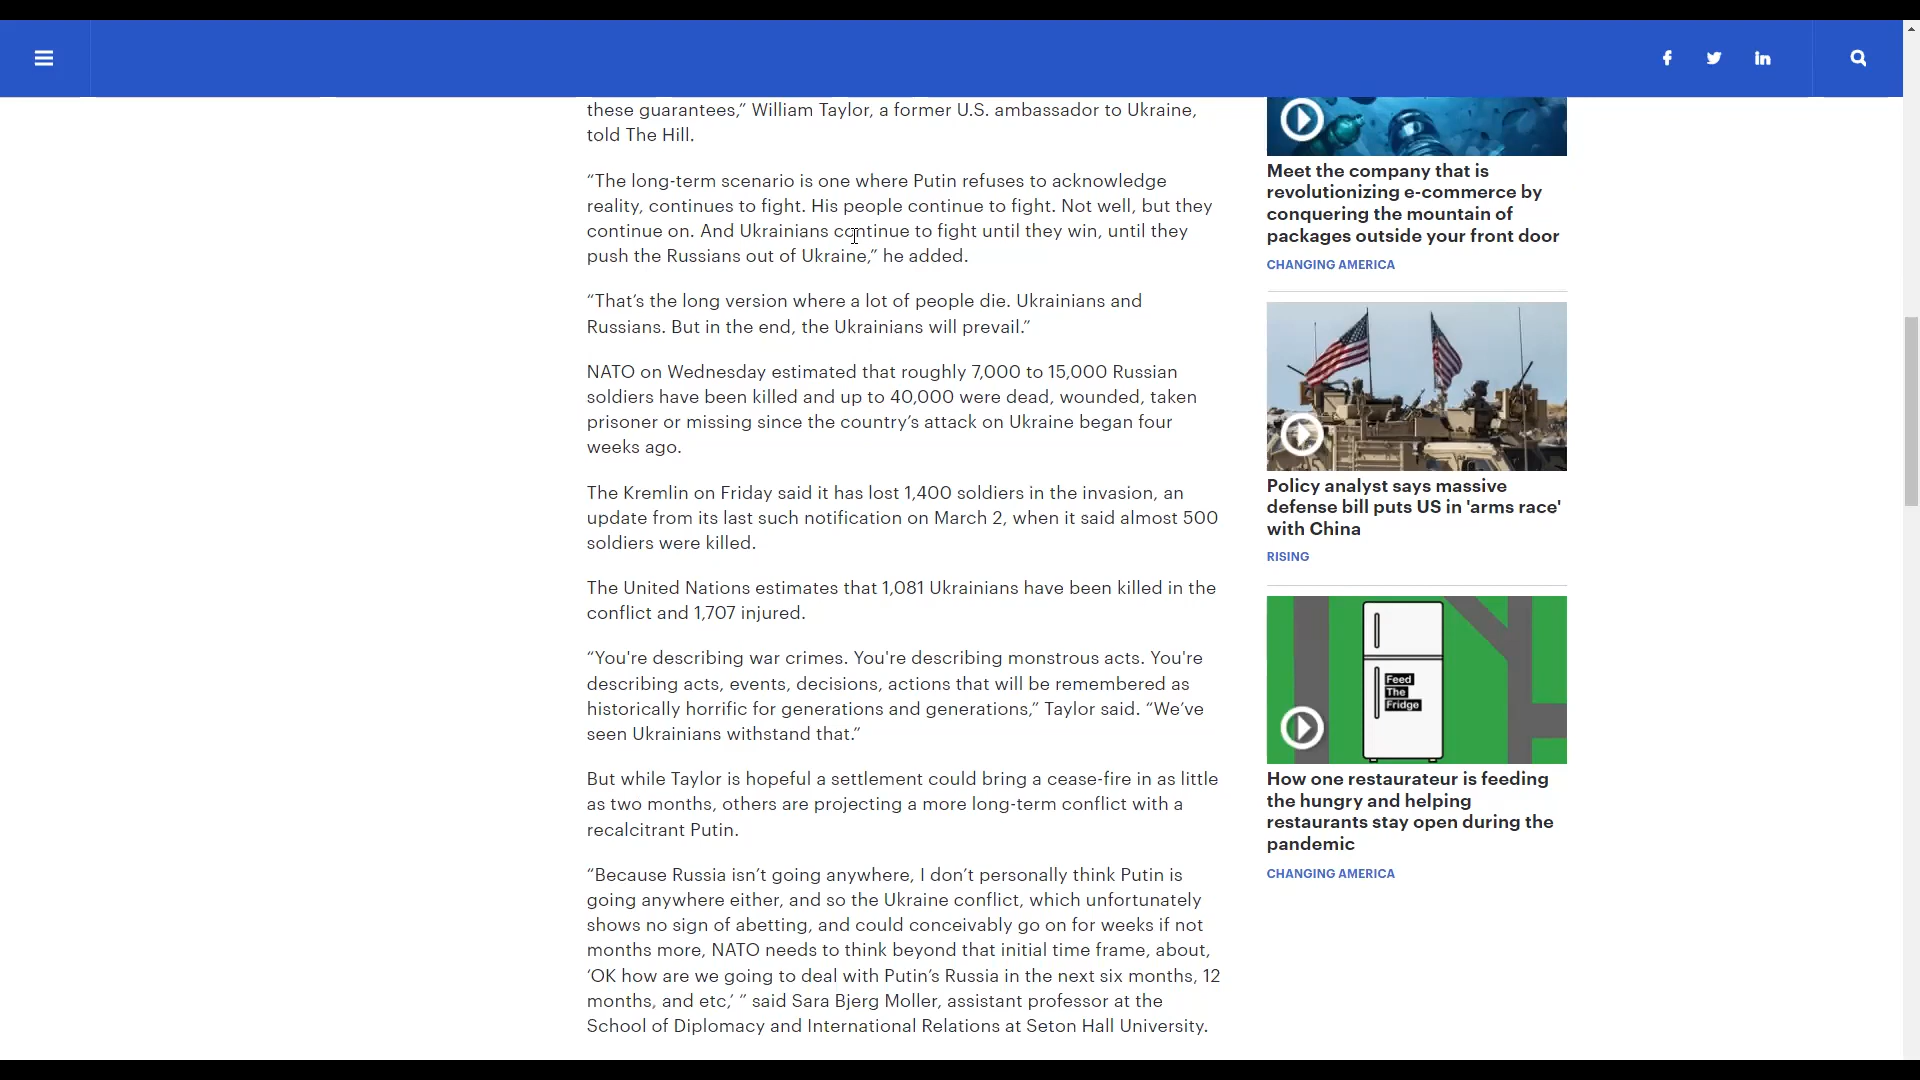 these guarantees,” William Taylor, a former U.S. ambassador to Ukraine,
told The Hill.
“The long-term scenario is one where Putin refuses to acknowledge
reality, continues to fight. His people continue to fight. Not well, but they
continue on. And Ukrainians continue to fight until they win, until they
push the Russians out of Ukraine,” he added.
“That’s the long version where a lot of people die. Ukrainians and
Russians. But in the end, the Ukrainians will prevail.”
NATO on Wednesday estimated that roughly 7,000 to 15,000 Russian
soldiers have been killed and up to 40,000 were dead, wounded, taken
prisoner or missing since the country’s attack on Ukraine began four
weeks ago.
The Kremlin on Friday said it has lost 1,400 soldiers in the invasion, an
update from its last such notification on March 2, when it said almost 500
soldiers were killed.
The United Nations estimates that 1,081 Ukrainians have been killed in the
conflict and 1,707 injured.
“You're describing war crimes. You're describing monstrous acts. You're
describing acts, events, decisions, actions that will be remembered as
historically horrific for generations and generations,” Taylor said. “We’ve
seen Ukrainians withstand that.”
But while Taylor is hopeful a settlement could bring a cease-fire in as little
as two months, others are projecting a more long-term conflict with a
recalcitrant Putin.
“Because Russia isn’t going anywhere, I don’t personally think Putin is
going anywhere either, and so the Ukraine conflict, which unfortunately
shows no sign of abetting, and could conceivably go on for weeks if not
months more, NATO needs to think beyond that initial time frame, about,
‘OK how are we going to deal with Putin’s Russia in the next six months, 12
months, and etc,’ ” said Sara Bjerg Moller, assistant professor at the
School of Diplomacy and International Relations at Seton Hall University.
Meet the company that is
revolutionizing e-commerce by
conquering the mountain of
packages outside your front door
CHANGING AMERICA
Policy analyst says massive
defense bill puts US in 'arms race'
with China
RISING
Feed
The
Fridge
How one restaurateur is feeding
the hungry and helping
restaurants stay open during the
pandemic
CHANGING AMERICA